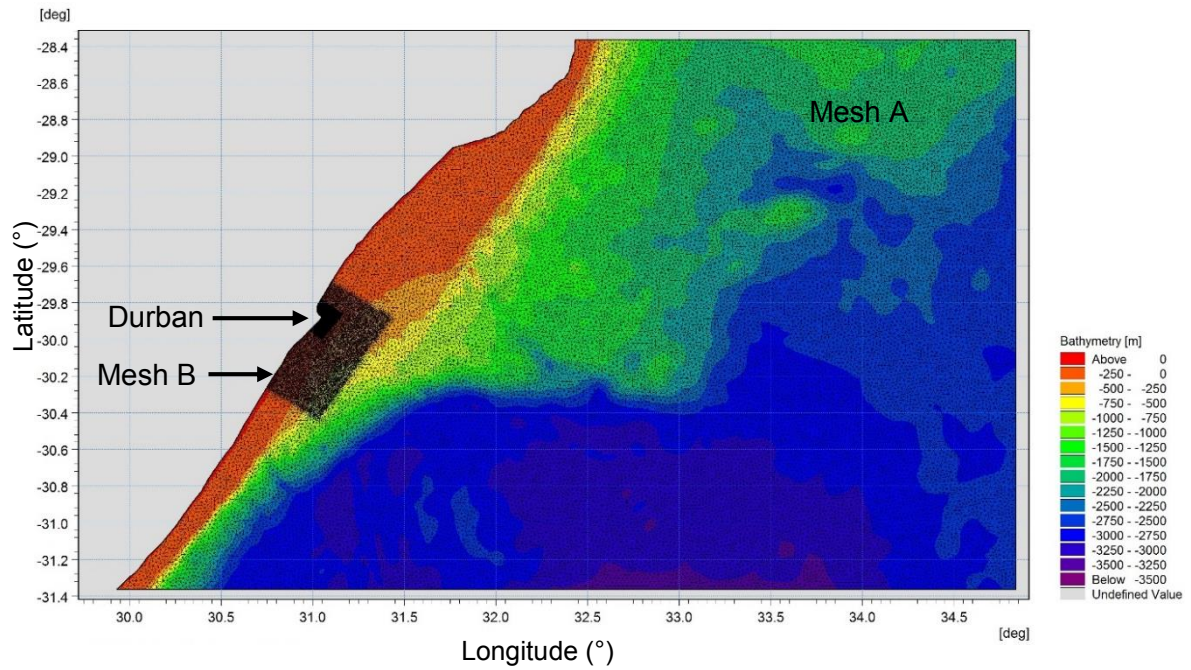 [deg]
-28.4
-28.6
-28.8
-29.0
-29.2
-29.4
-29.6
-29.8
-30.0
-30.2
-30.4
-30.6
-30.8
-31.0
-31.2
-31.4
Latitude (°)
Mesh A
Durban
Mesh B
30.0 30.5 31.0 31.5 32.0 32.5 33.0 33.5 34.0 34.5
[deg]
Longitude (°)
Bathymetry [m]
Above 0
-250 - 0
-500 - -250
-750 - -500
-1000 - -750
-1250 - -1000
-1500 - -1250
-1750 - -1500
-2000 - -1750
-2250 - -2000
-2500 - -2250
-2750 - -2500
-3000 - -2750
-3250 - -3000
-3500 - -3250
Below -3500
Undefined Value